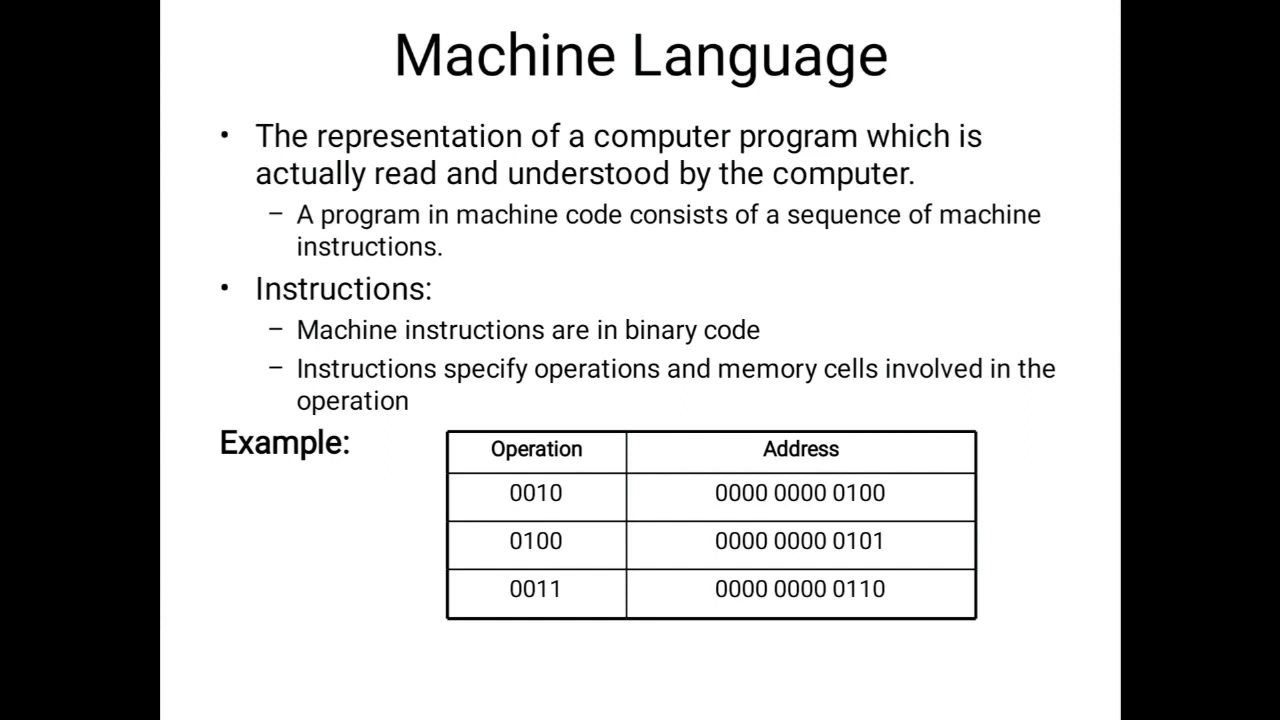 Machine Language
• The representation of a computer program which is
actually read and understood by the computer.
– A program in machine code consists of a sequence of machine
instructions.
• Instructions:
– Machine instructions are in binary code
– Instructions specify operations and memory cells involved in the
operation
Example:
Operation Address
0010 0000 0000 0100
0100 0000 0000 0101
0011 0000 0000 0110